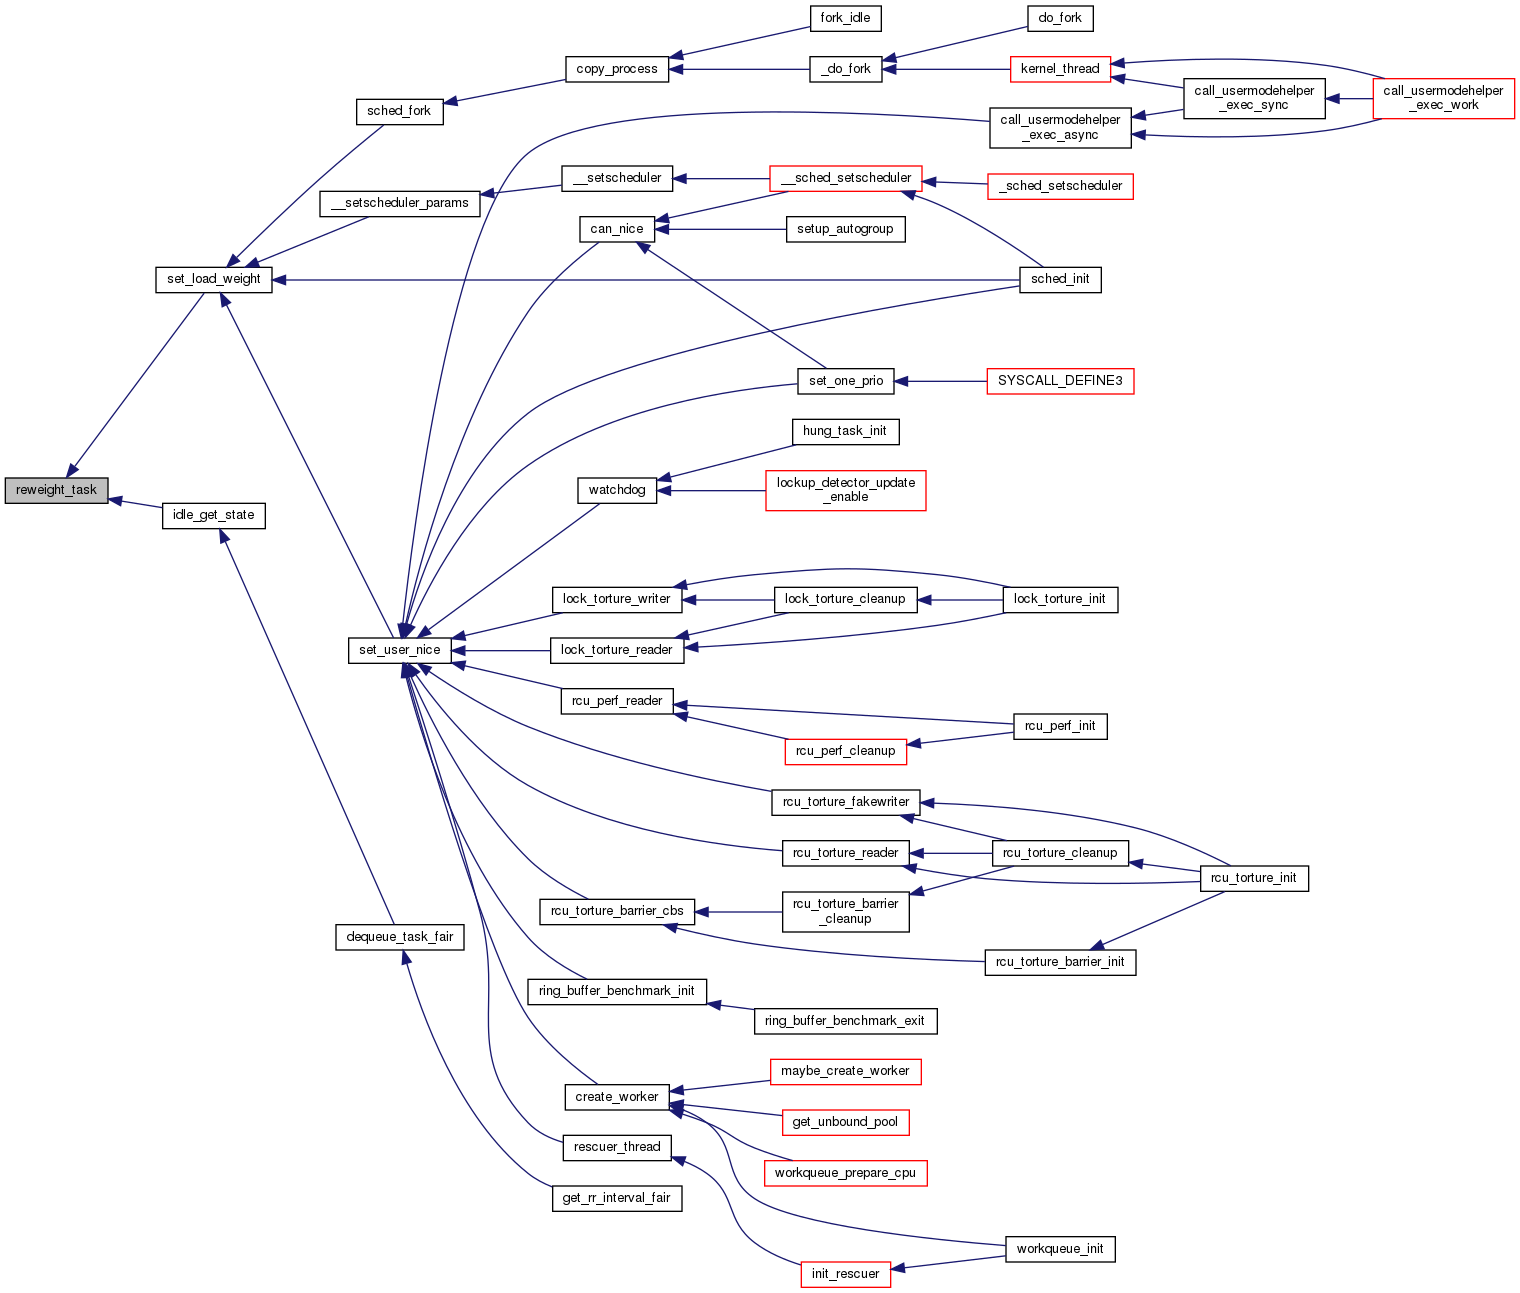 fork_idle
do_fork
copy_process
_do_fork
kernel_thread
call_usermodehelper
_exec_sync
call_usermodehelper
_exec_work
sched_fork
call_usermodehelper
_exec_async
__setscheduler
__sched_setscheduler
_sched_setscheduler
__setscheduler_params
can_nice
setup_autogroup
set_load_weight
sched_init
set_one_prio
SYSCALL_DEFINE3
hung_task_init
reweight_task
watchdog
lockup_detector_update
_enable
idle_get_state
lock_torture_writer
lock_torture_cleanup
lock_torture_init
set_user_nice
lock_torture_reader
rcu_perf_reader
rcu_perf_init
rcu_perf_cleanup
rcu_torture_fakewriter
rcu_torture_reader
rcu_torture_cleanup
rcu_torture_init
rcu_torture_barrier_cbs
rcu_torture_barrier
_cleanup
dequeue_task_fair
rcu_torture_barrier_init
ring_buffer_benchmark_init
ring_buffer_benchmark_exit
maybe_create_worker
create_worker
get_unbound_pool
rescuer_thread
workqueue_prepare_cpu
get_rr_interval_fair
workqueue_init
init_rescuer